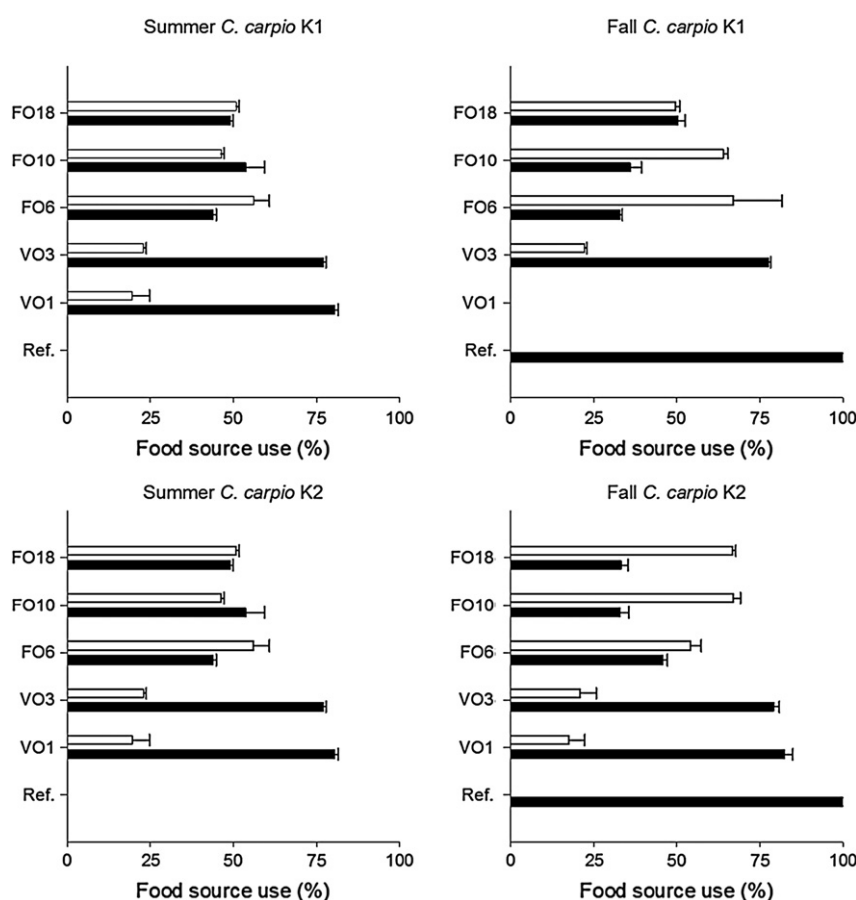 Summer C. carpio K1
FO18
FO10
FO6
VO3
VO1
Ref.
0 25 50 75 100
Food source use (%)
Fall C. carpio K1
FO18
FO10
FO6
VO3
VO1
Ref.
0 25 50 75 100
Food source use (%)
Summer C. carpio K2
FO18
FO10
FO6
VO3
VO1
Ref.
0 25 50 75 100
Food source use (%)
Fall C. carpio K2
FO18
FO10
FO6
VO3
VO1
Ref.
0 25 50 75 100
Food source use (%)